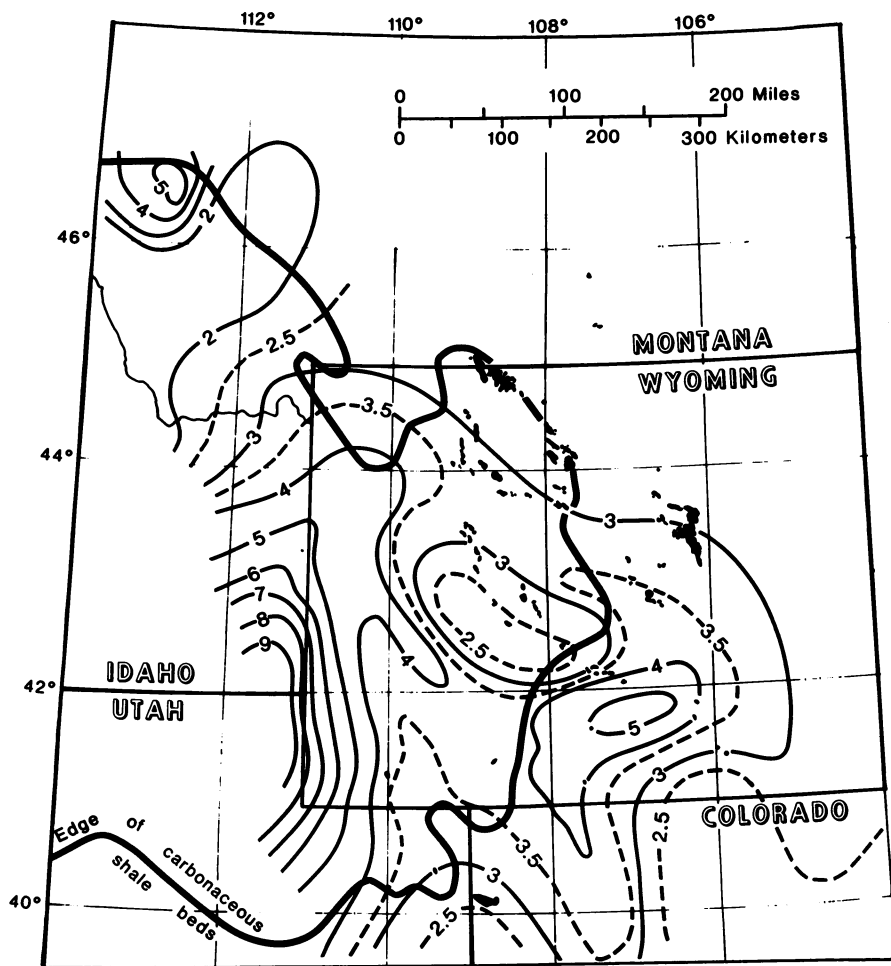 112° 110° 108° 106°
0 100 200 Miles
0 100 200 300 Kilometers
5
4
2
46°
2
2.5
MONTANA
WYOMING
3.5
3
44°
4
3
5
3
6
7
2.5
3.5
8
9
4
4
IDAHO
42°
UTAH
5
3
COLORADO
2.5
Edge of
carbonaceous
shale
beds
3.5
3
40°
2.5